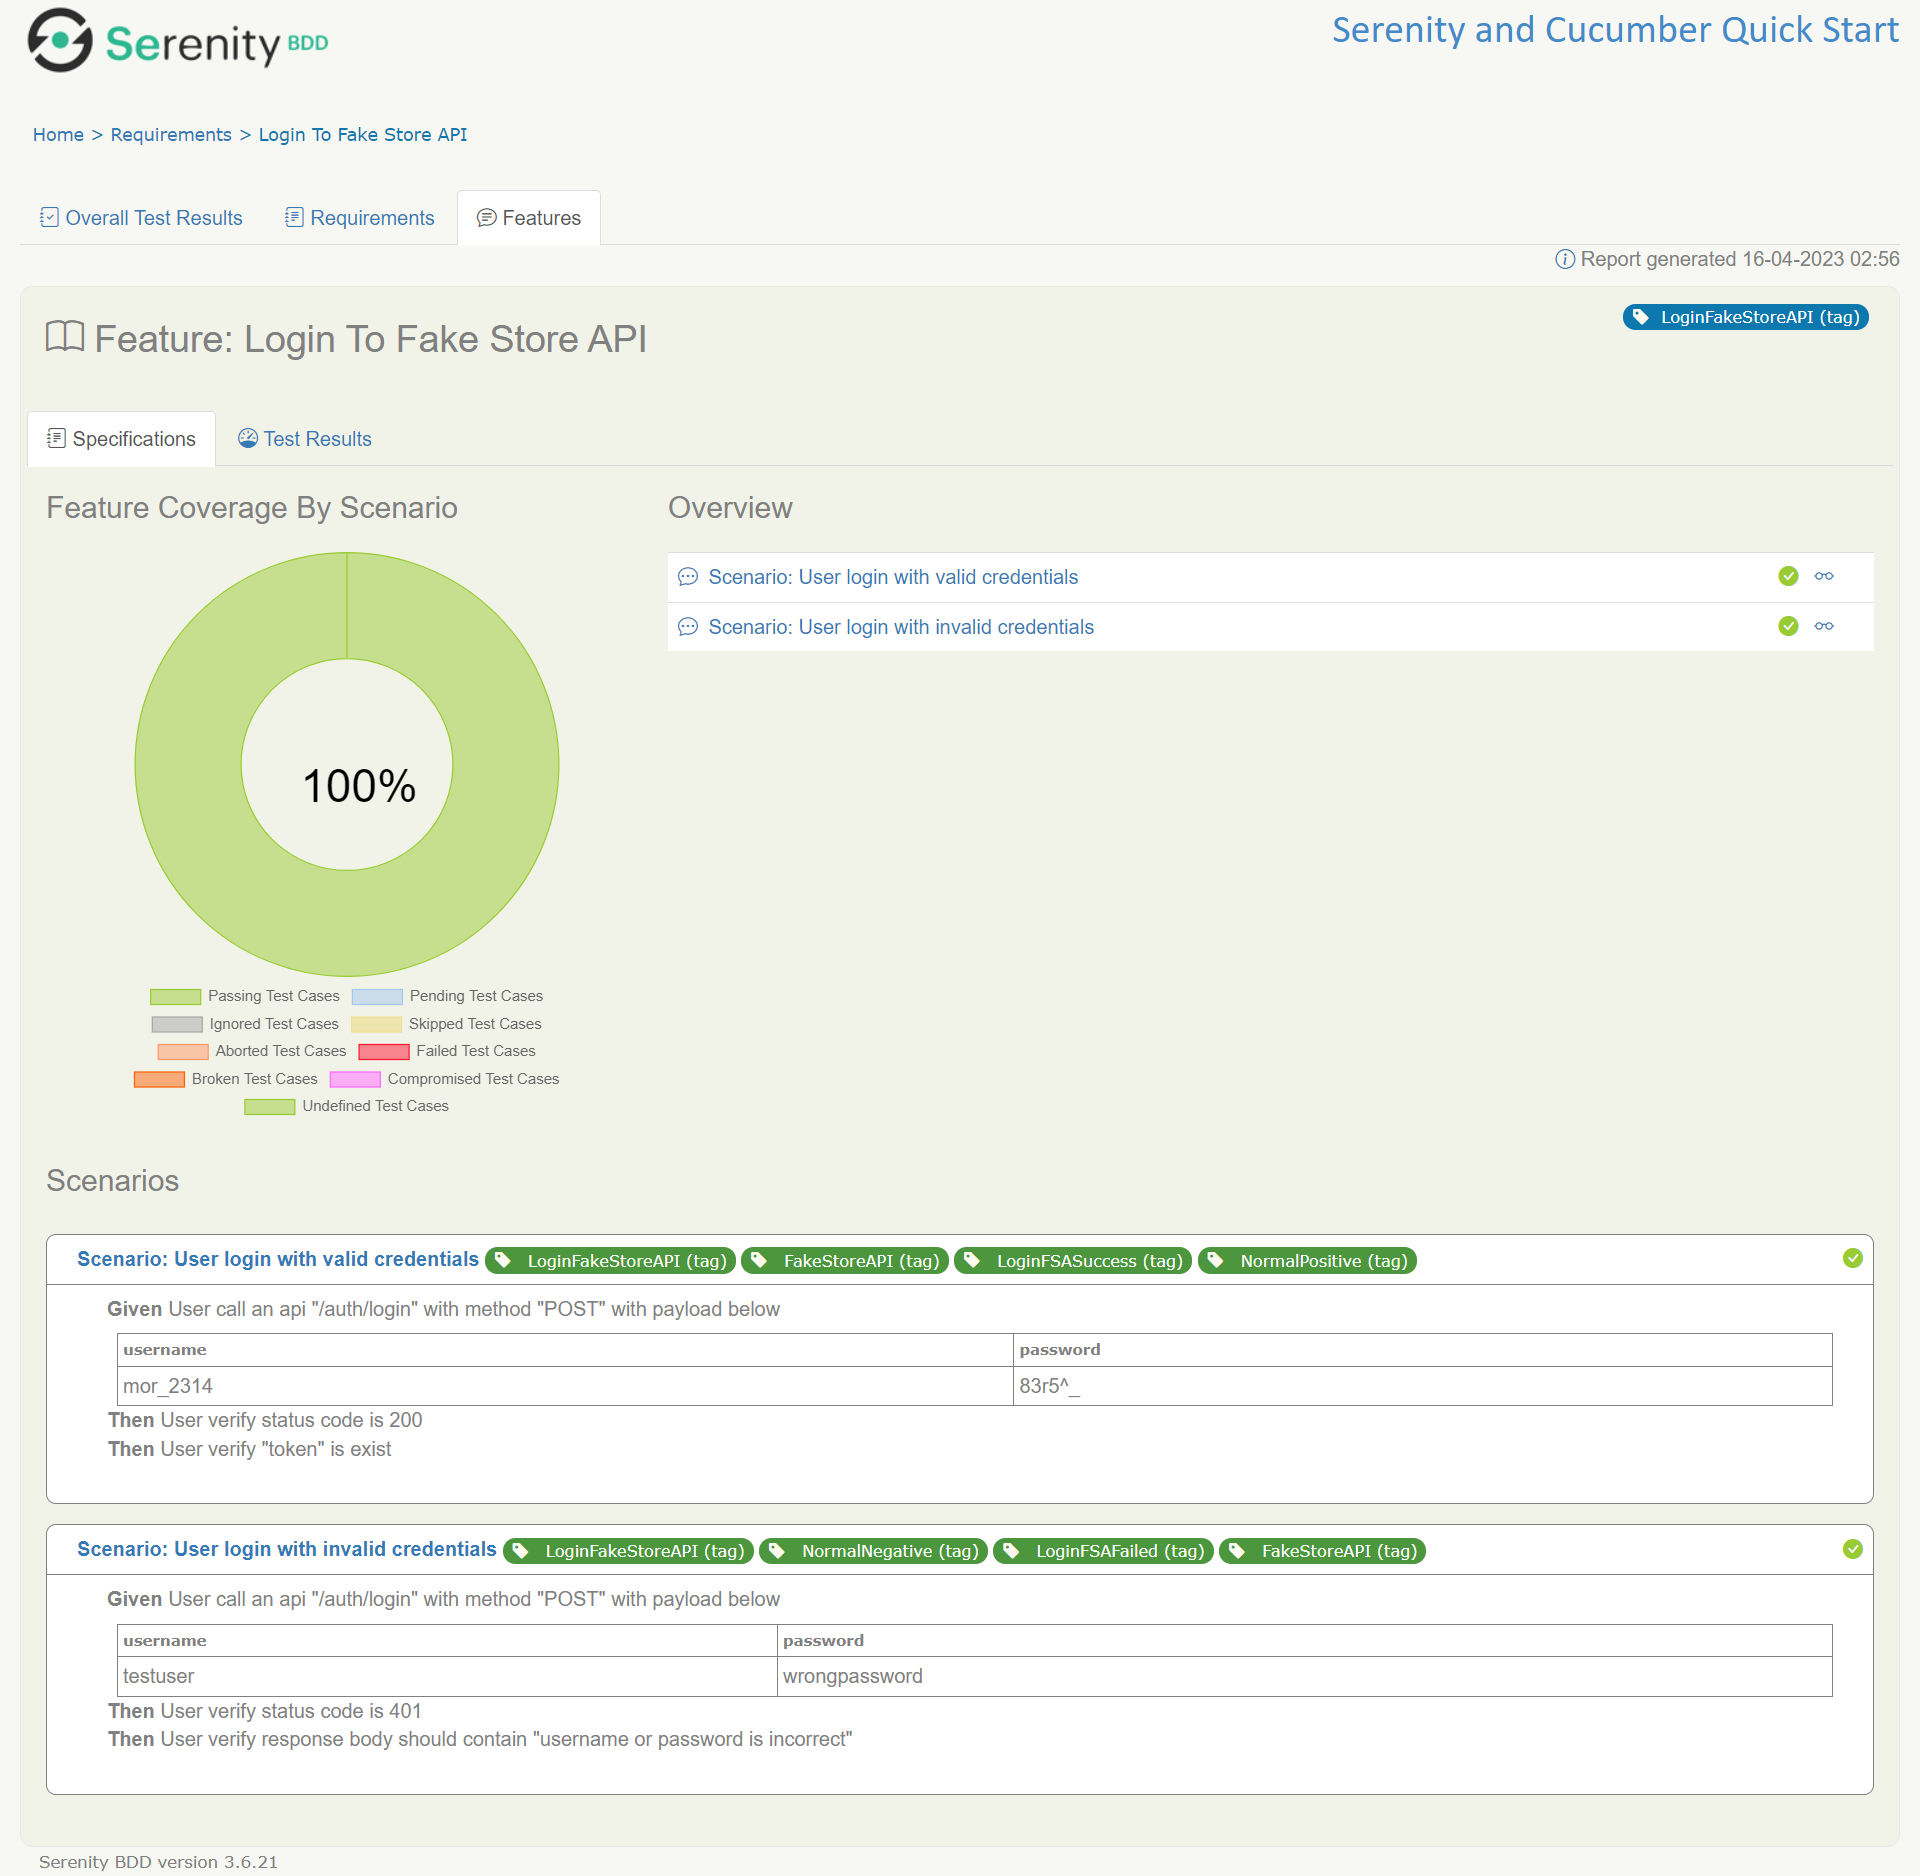 Serenity BDD
Serenity and Cucumber Quick Start
Home > Requirements > Login To Fake Store API
Overall Test Results Requirements Features
Report generated 16-04-2023 02:56
Feature: Login To Fake Store API
LoginFakeStoreAPI (tag)
Specifications Test Results
Feature Coverage By Scenario
100%
Passing Test Cases Pending Test Cases
Ignored Test Cases Skipped Test Cases
Aborted Test Cases Failed Test Cases
Broken Test Cases Compromised Test Cases
Undefined Test Cases
Overview
Scenario: User login with valid credentials
Scenario: User login with invalid credentials
Scenarios
Scenario: User login with valid credentials LoginFakeStoreAPI (tag) FakeStoreAPI (tag) LoginFSASuccess (tag) NormalPositive (tag)
Given User call an api "/auth/login" with method "POST" with payload below
username password
mor_2314 83r5^_
Then User verify status code is 200
Then User verify "token" is exist
Scenario: User login with invalid credentials LoginFakeStoreAPI (tag) NormalNegative (tag) LoginFSAFailed (tag) FakeStoreAPI (tag)
Given User call an api "/auth/login" with method "POST" with payload below
username password
testuser wrongpassword
Then User verify status code is 401
Then User verify response body should contain "username or password is incorrect"
Serenity BDD version 3.6.21